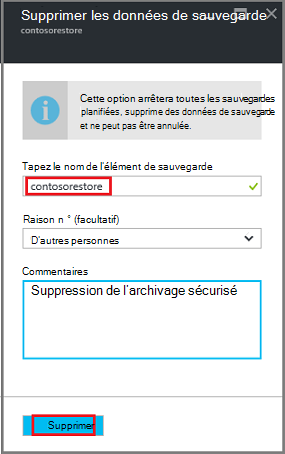 Supprimer les données de sauvegarde
contosorestore
Cette option arrêtera toutes les sauvegardes
planifiées, supprime des données de sauvegarde
et ne peut pas être annulée.
Tapez le nom de l'élément de sauvegarde
contosorestore
Raison n ° (facultatif)
D'autres personnes
Commentaires
Suppression de l'archivage sécurisé
Supprimer